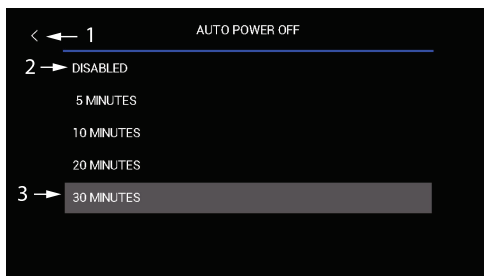 < 1 AUTO POWER OFF
2 DISABLED
5 MINUTES
10 MINUTES
20 MINUTES
3 30 MINUTES